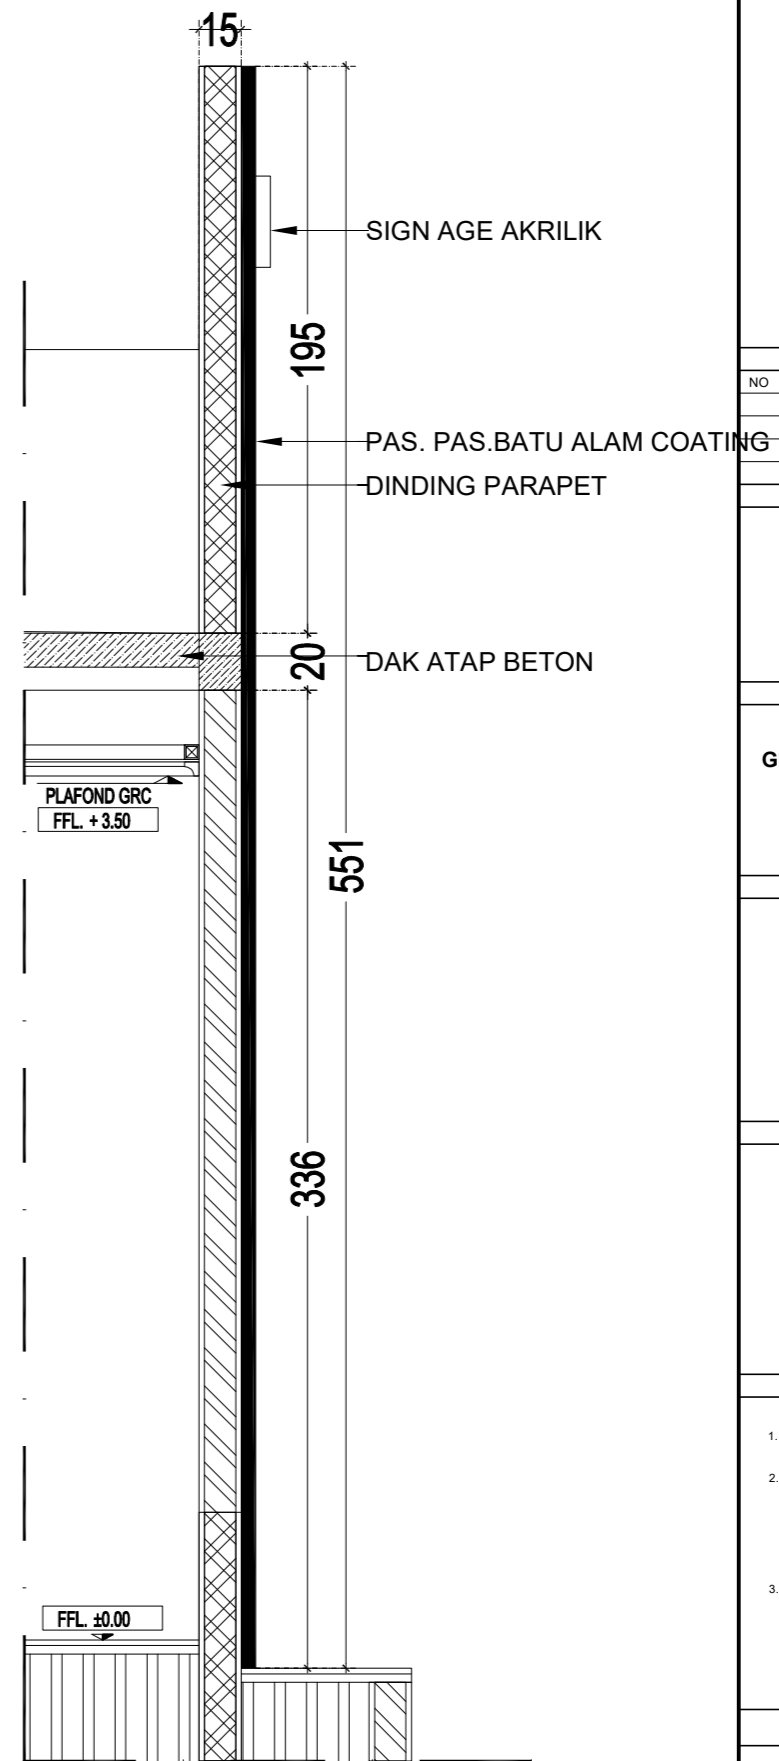 15
SIGN AGE AKRILIK
195
NO
PAS. PAS.BATU ALAM COATING
DINDING PARAPET
20
DAK ATAP BETON
G
PLAFOND GRC
FFL. + 3.50
551
336
1.
2.
3.
FFL. ±0.00